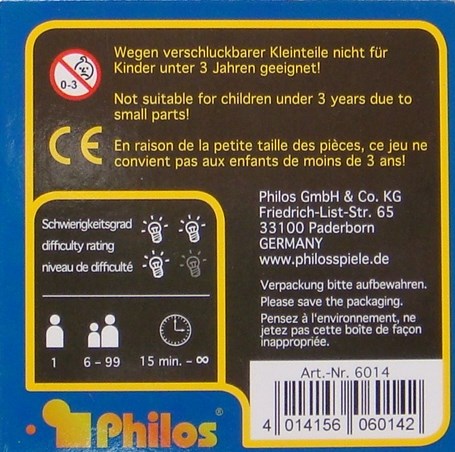 0-3
Wegen verschluckbarer Kleinteile nicht für
Kinder unter 3 Jahren geeignet!
Not suitable for children under 3 years due to
small parts!
CE
En raison de la petite taille des pièces, ce jeu ne
convient pas aux enfants de moins de 3 ans!
Philos GmbH & Co. KG
Friedrich-List-Str. 65
33100 Paderborn
GERMANY
www.philosspiele.de
Schwierigkeitsgrad
difficulty rating
niveau de difficulté
Verpackung bitte aufbewahren.
Please save the packaging.
Pensez à l'environnement, ne
jetez pas cette boîte de façon
inappropriée.
1 6 - 99 15 min. - ∞
Art.-Nr. 6014
4 014156 060142
Philos®